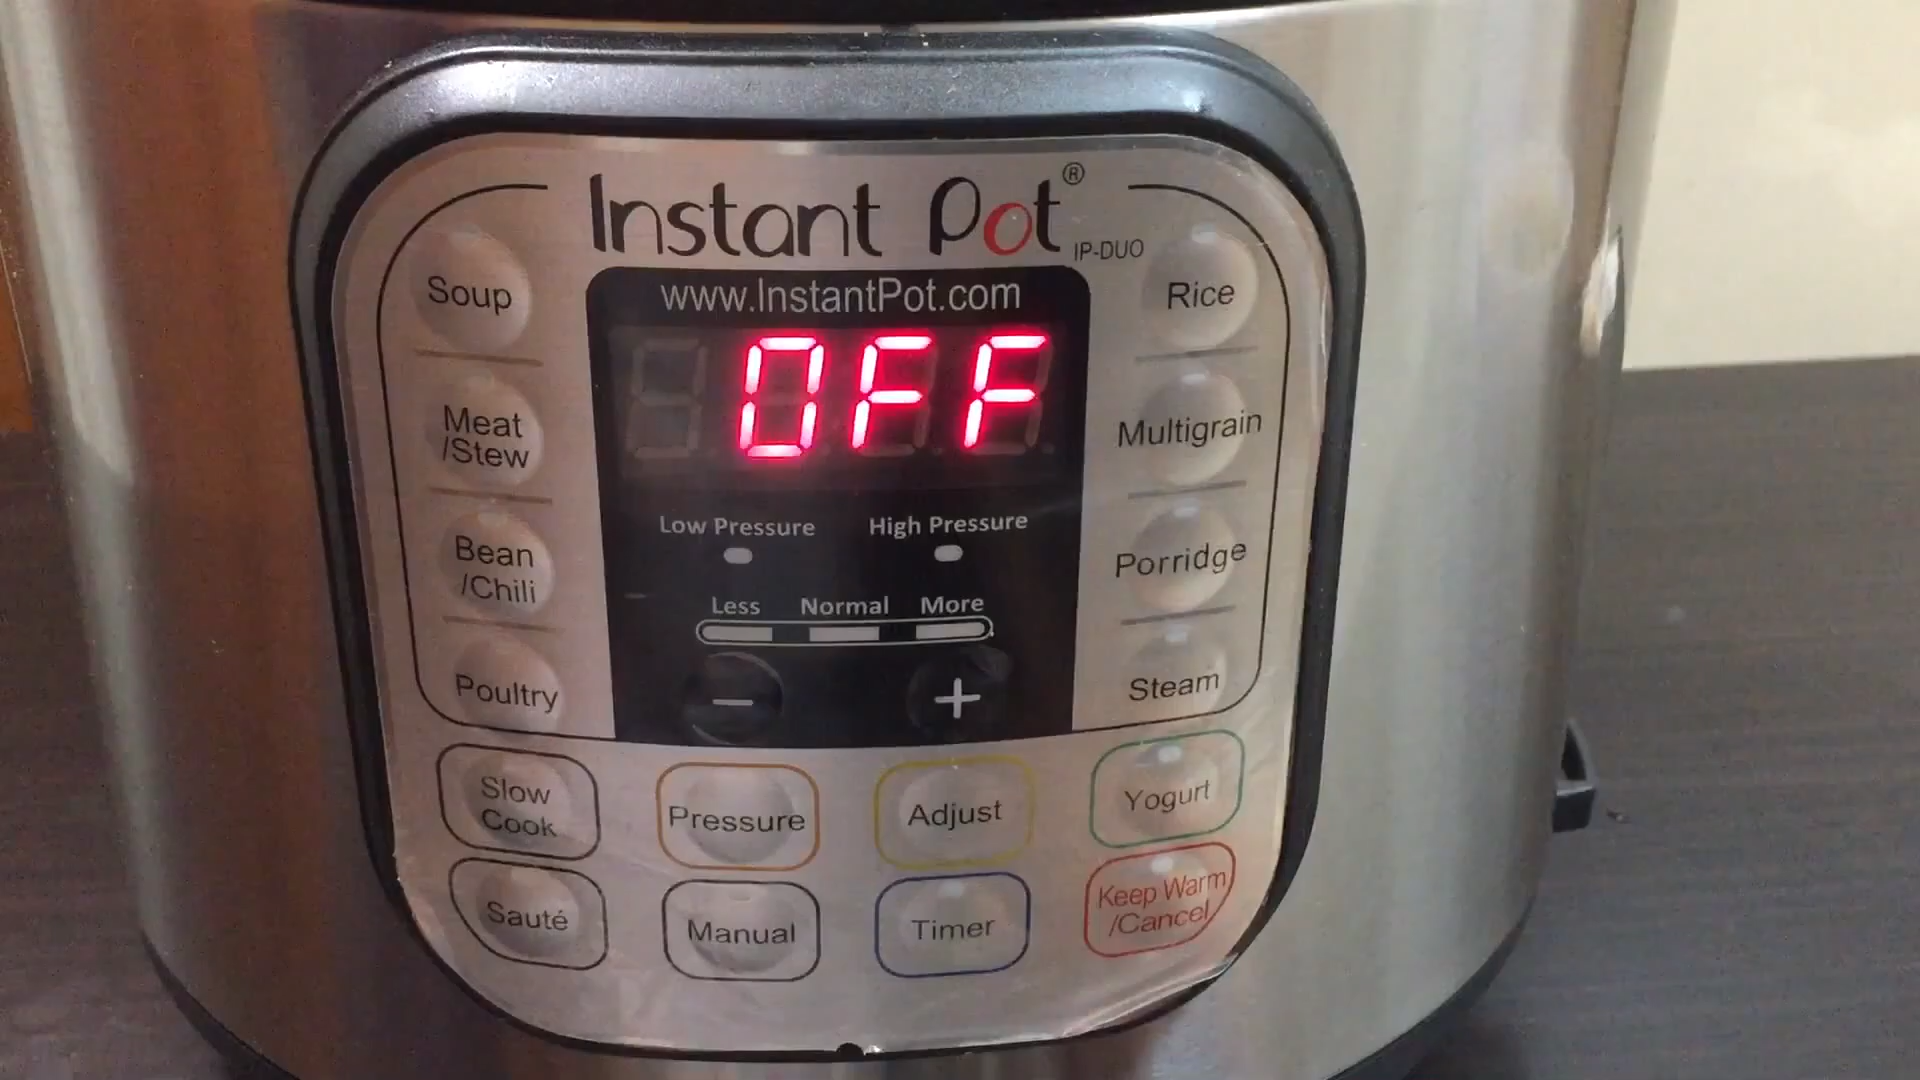 Instant Pot®
IP-DUO
www.InstantPot.com
OFF
Soup
Meat
/Stew
Bean
/Chili
Poultry
Low Pressure
High Pressure
Less
Normal
More
−
+
Rice
Multigrain
Porridge
Steam
Slow
Cook
Pressure
Adjust
Yogurt
Sauté
Manual
Timer
Keep Warm
/Cancel